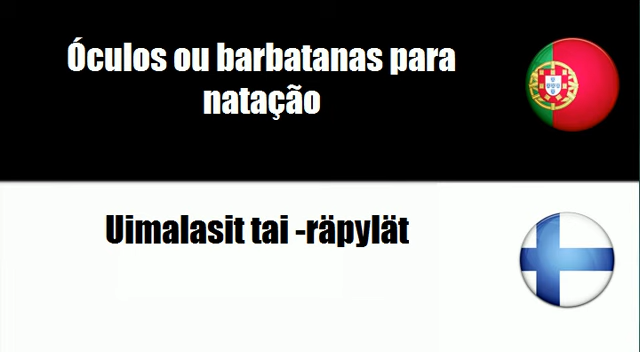 Óculos ou barbatanas para
natação
Uimalasit tai -räpylät